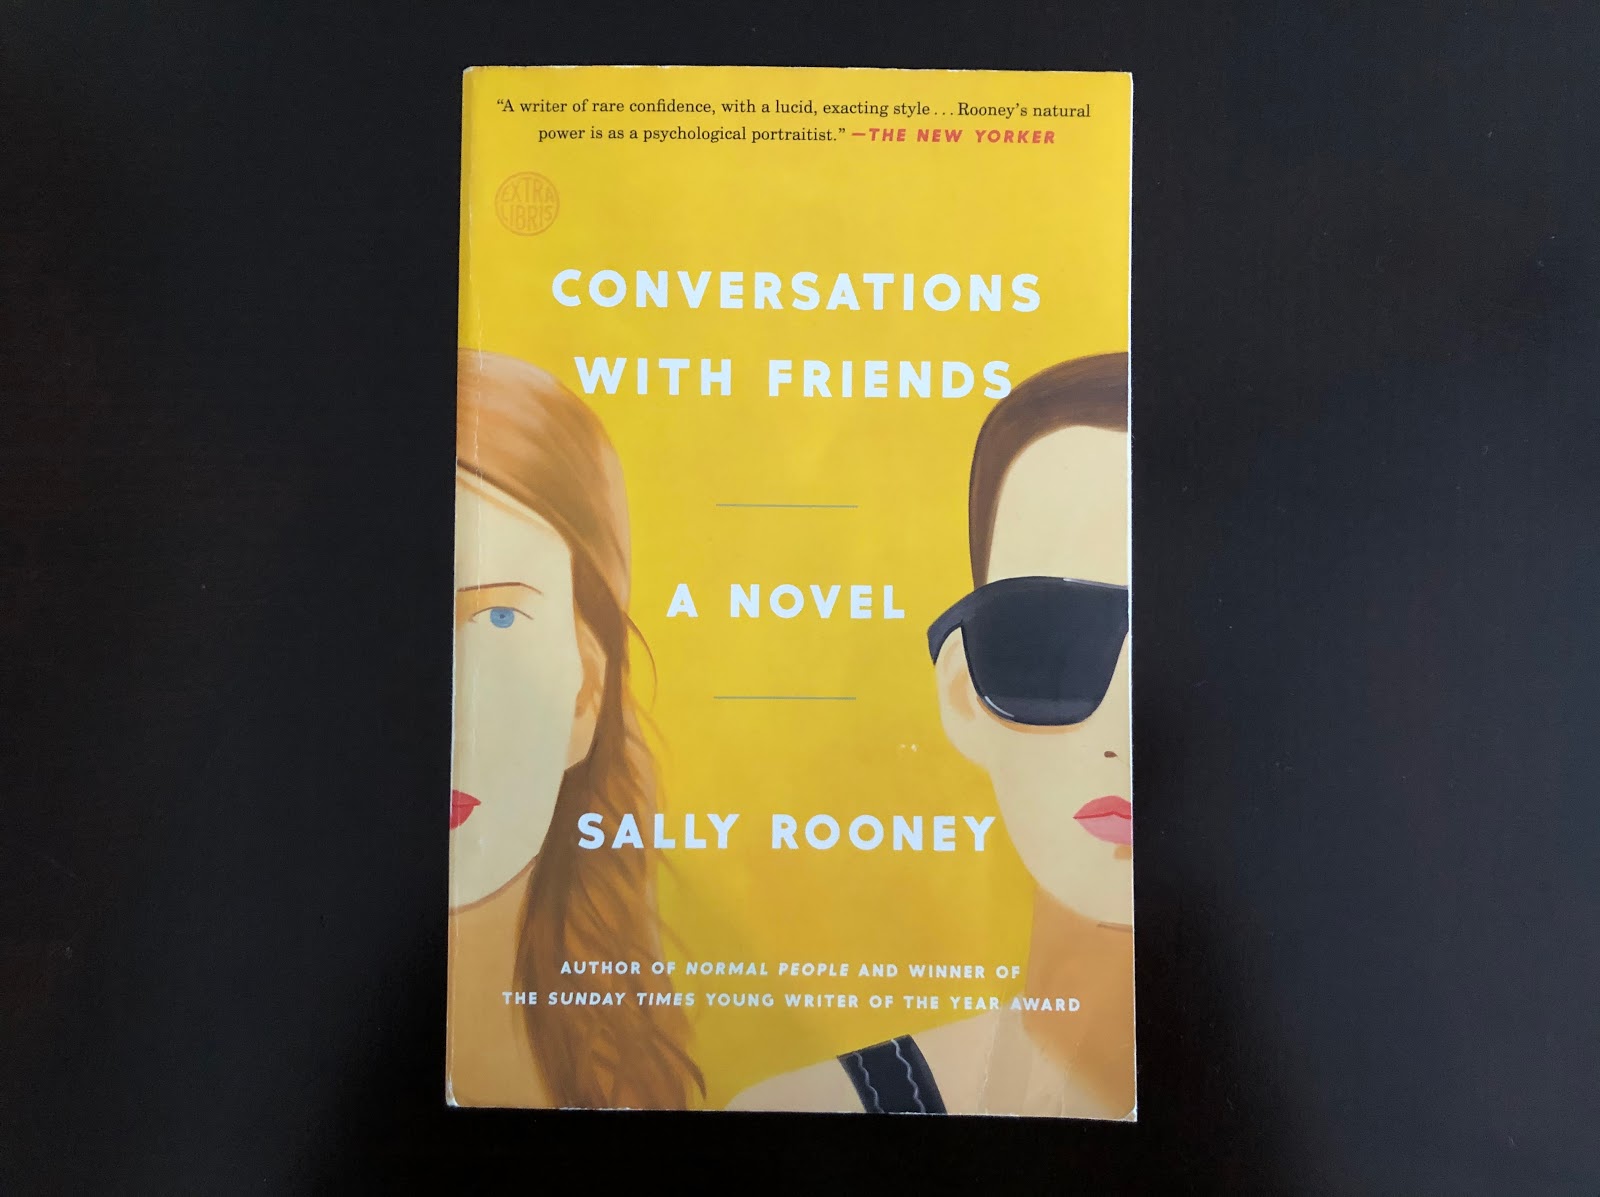 “A writer of rare confidence, with a lucid, exacting style . . . Rooney’s natural
power is as a psychological portraitist.” —THE NEW YORKER
EXTRA
LIBRIS
CONVERSATIONS
WITH FRIENDS
A NOVEL
SALLY ROONEY
AUTHOR OF NORMAL PEOPLE AND WINNER OF
THE SUNDAY TIMES YOUNG WRITER OF THE YEAR AWARD